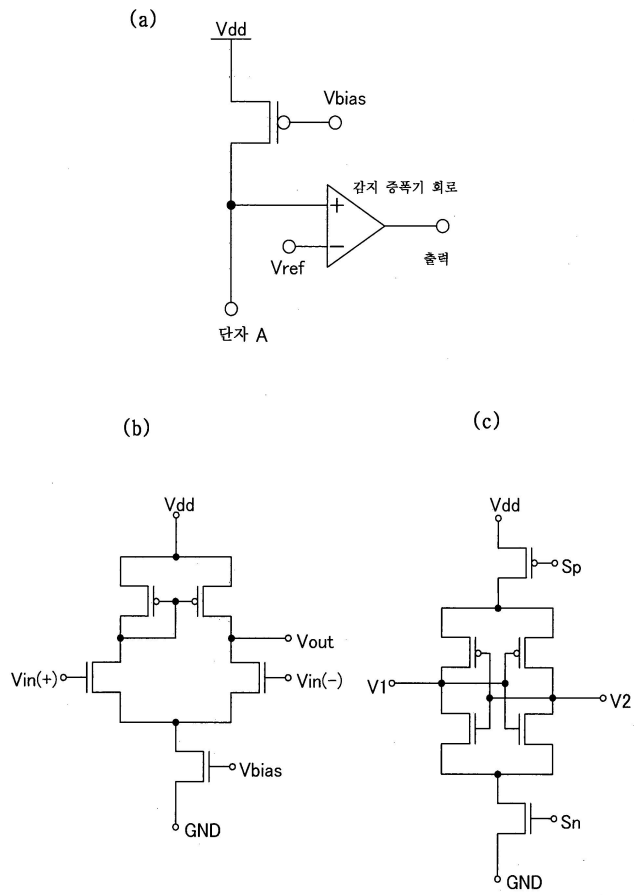 (a)
Vdd
Vbias
감지 증폭기 회로
+
−
Vref
출력
단자 A
(b)
(c)
Vdd
Vout
Vin(+)
Vin(-)
Vbias
GND
Vdd
Sp
V1
V2
Sn
GND